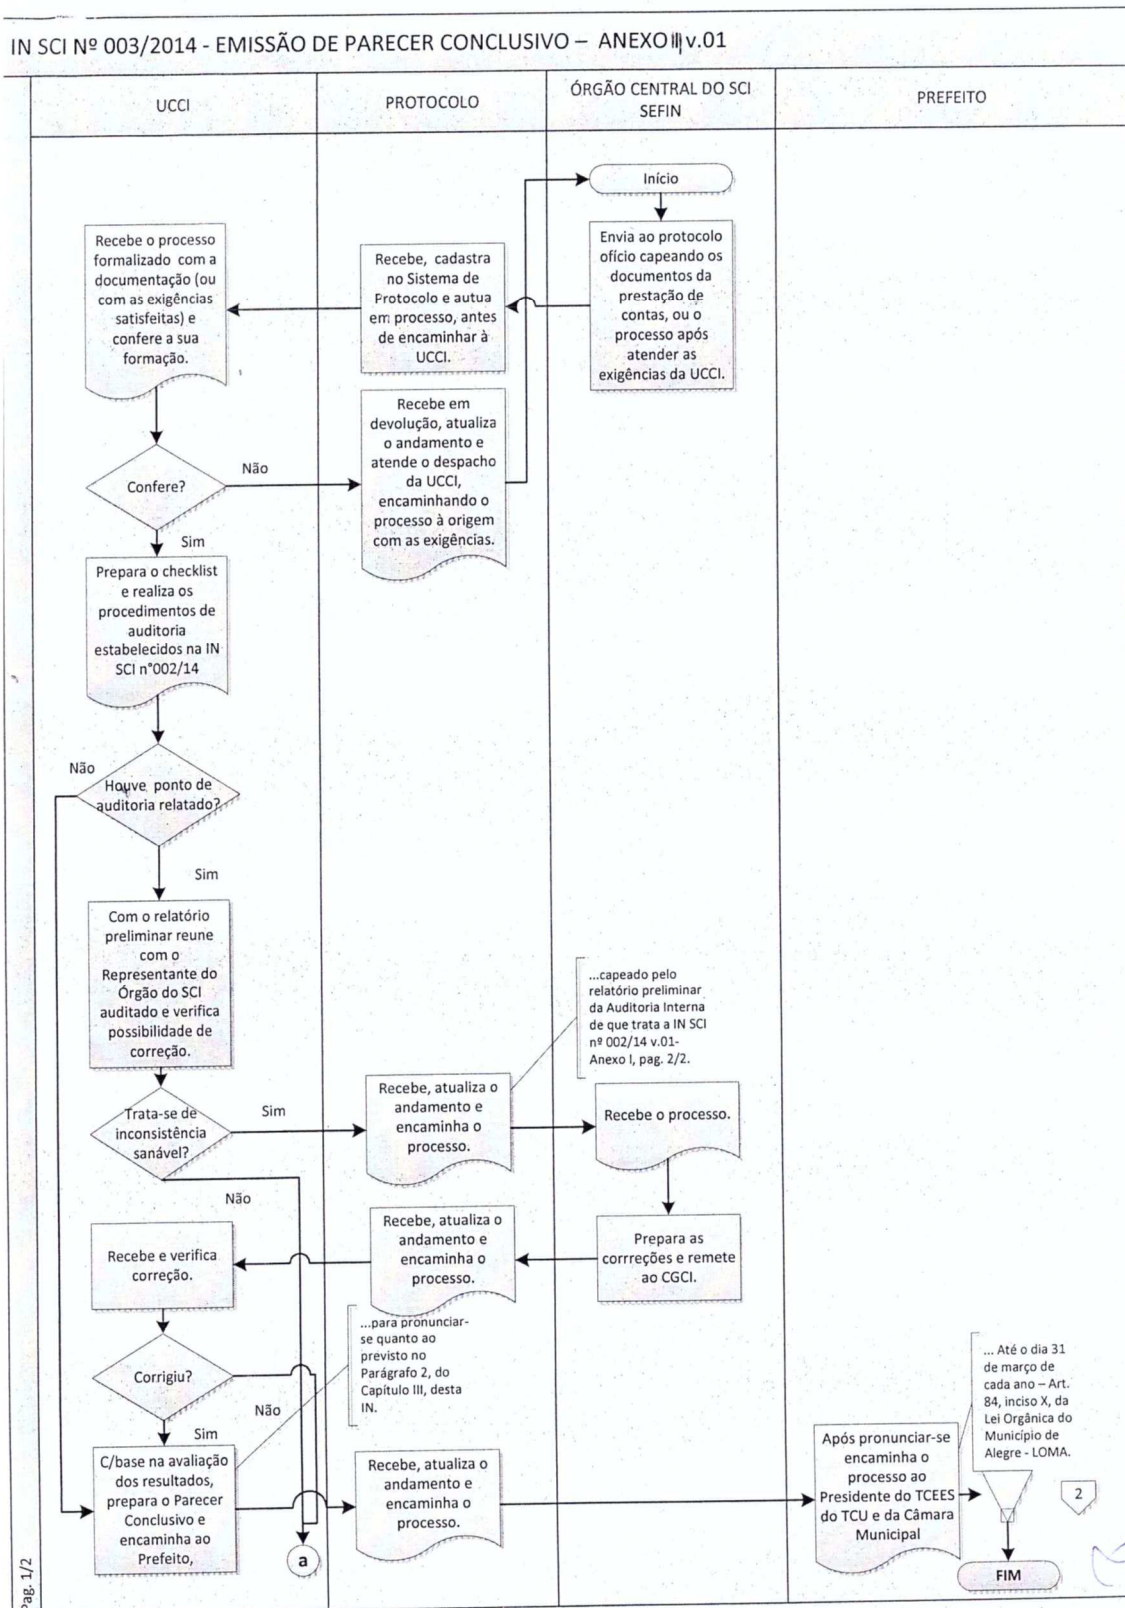 IN SCI Nº 003/2014 - EMISSÃO DE PARECER CONCLUSIVO – ANEXO II v.01
UCCI
PROTOCOLO
ÓRGÃO CENTRAL DO SCI
SEFIN
PREFEITO
Início
Recebe o processo
formalizado com a
documentação (ou
com as exigências
satisfeitas) e
confere a sua
formação.
Recebe, cadastra
no Sistema de
Protocolo e autua
em processo, antes
de encaminhar à
UCCI.
Envia ao protocolo
ofício capeando os
documentos da
prestação de
contas, ou o
processo após
atender as
exigências da UCCI.
Confere?
Não
Recebe em
devolução, atualiza
o andamento e
atende o despacho
da UCCI,
encaminhando o
processo à origem
com as exigências.
Sim
Prepara o checklist
e realiza os
procedimentos de
auditoria
estabelecidos na IN
SCI n°002/14
Não
Houve ponto de
auditoria relatado?
Sim
Com o relatório
preliminar reune
com o
Representante do
Órgão do SCI
auditado e verifica
possibilidade de
correção.
...capeado pelo
relatório preliminar
da Auditoria Interna
de que trata a IN SCI
nº 002/14 v.01-
Anexo I, pag. 2/2.
Trata-se de
inconsistência
sanável?
Sim
Recebe, atualiza o
andamento e
encaminha o
processo.
Recebe o processo.
Não
Recebe e verifica
correção.
Recebe, atualiza o
andamento e
encaminha o
processo.
Prepara as
corrreções e remete
ao CGCI.
...para pronunciar-
se quanto ao
previsto no
Parágrafo 2, do
Capítulo III, desta
IN.
Corrigiu?
Não
Sim
... Até o dia 31
de março de
cada ano – Art.
84, inciso X, da
Lei Orgânica do
Município de
Alegre - LOMA.
C/base na avaliação
dos resultados,
prepara o Parecer
Conclusivo e
encaminha ao
Prefeito,
Recebe, atualiza o
andamento e
encaminha o
processo.
Após pronunciar-se
encaminha o
processo ao
Presidente do TCEES
do TCU e da Câmara
Municipal
2
a
FIM
Pag. 1/2